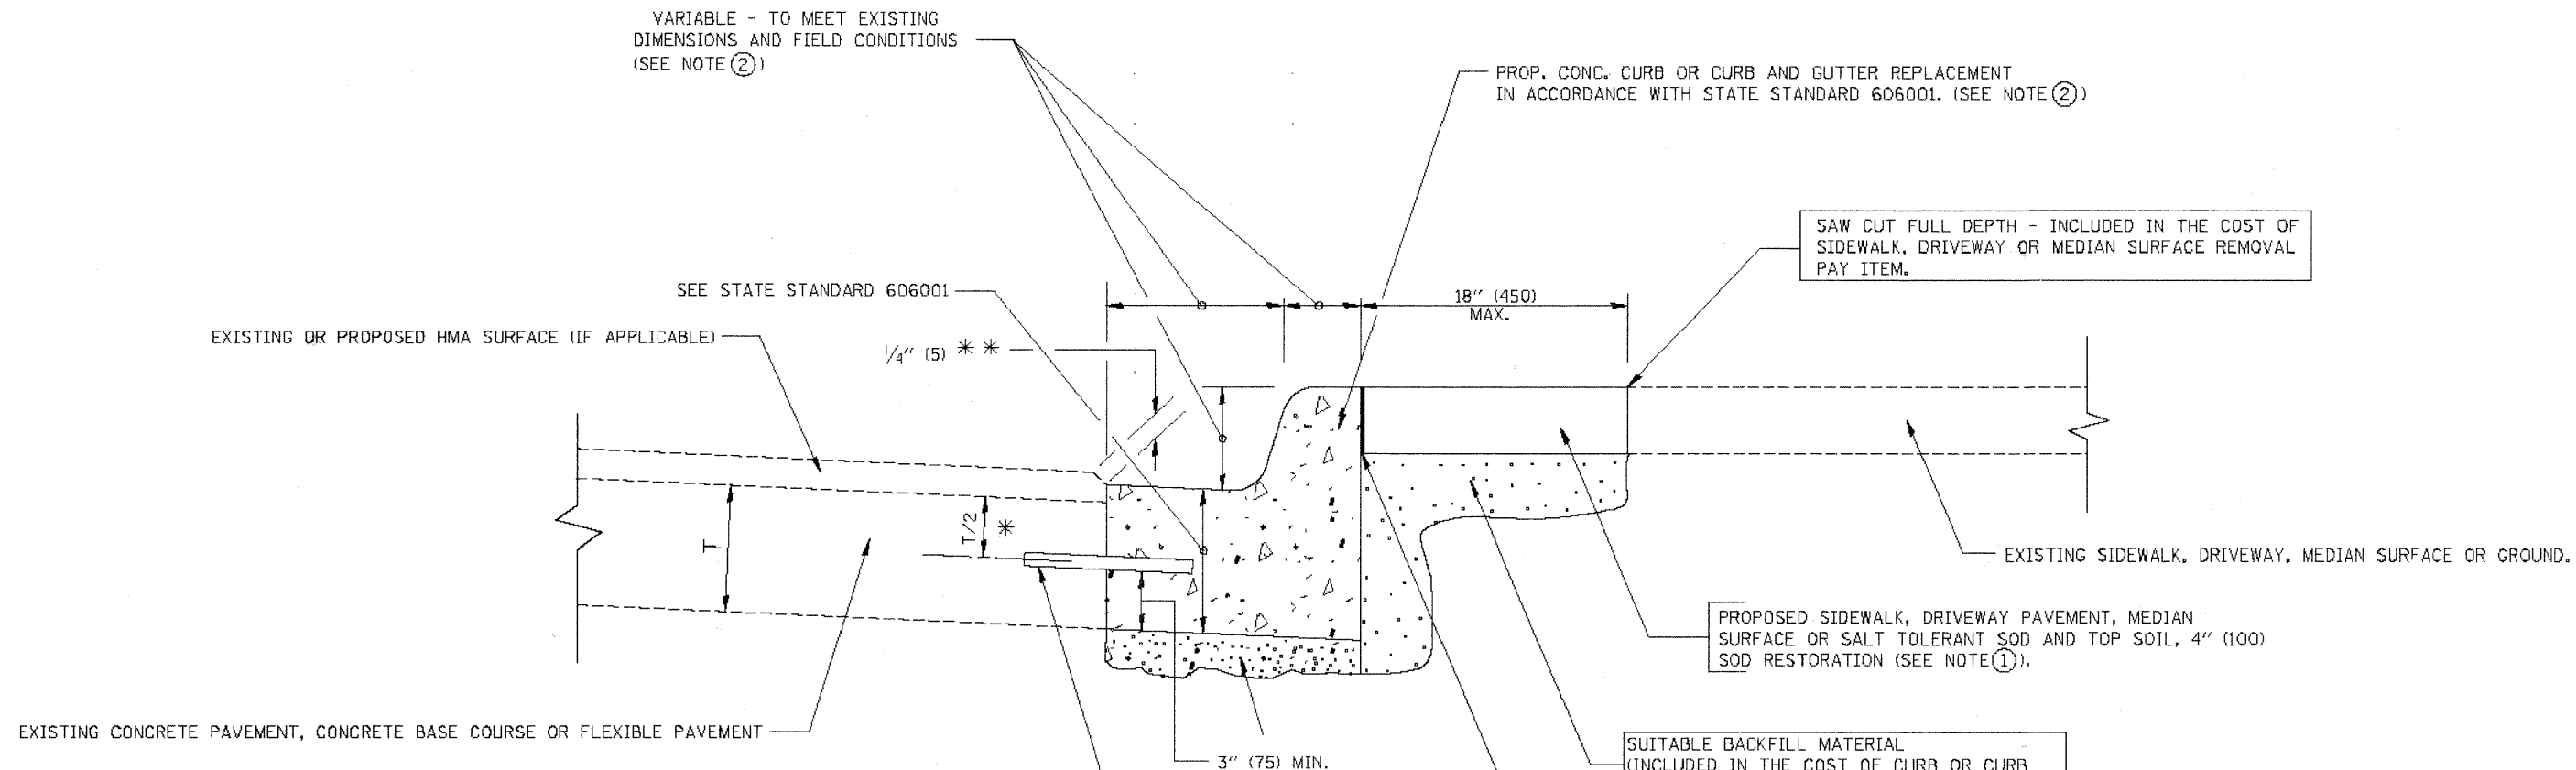 VARIABLE - TO MEET EXISTING
DIMENSIONS AND FIELD CONDITIONS
(SEE NOTE ②)
PROP. CONC. CURB OR CURB AND GUTTER REPLACEMENT
IN ACCORDANCE WITH STATE STANDARD 606001. (SEE NOTE ②)
SAW CUT FULL DEPTH - INCLUDED IN THE COST OF
SIDEWALK, DRIVEWAY OR MEDIAN SURFACE REMOVAL
PAY ITEM.
SEE STATE STANDARD 606001
18" (450)
MAX.
EXISTING OR PROPOSED HMA SURFACE (IF APPLICABLE)
1/4" (5) * *
T
T/2
*
EXISTING SIDEWALK, DRIVEWAY, MEDIAN SURFACE OR GROUND.
PROPOSED SIDEWALK, DRIVEWAY PAVEMENT, MEDIAN
SURFACE OR SALT TOLERANT SOD AND TOP SOIL, 4" (100)
SOD RESTORATION (SEE NOTE ①).
EXISTING CONCRETE PAVEMENT, CONCRETE BASE COURSE OR FLEXIBLE PAVEMENT
3" (75) MIN.
SUITABLE BACKFILL MATERIAL
(INCLUDED IN THE COST OF CURB OR CURB